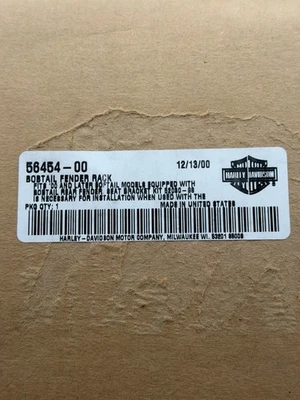 56454-00
12/13/00
BOBTAIL FENDER RACK
FITS '00 AND LATER SOFTAIL MODELS EQUIPPED WITH
BOBTAIL REAR FENDER. SEAT BRACKET KIT
IS NECESSARY FOR INSTALLATION WHEN USED WITH THE
PKG QTY: 1
MADE IN UNITED STATES
HARLEY-DAVIDSON
HARLEY-DAVIDSON MOTOR COMPANY, MILWAUKEE WI. 53201